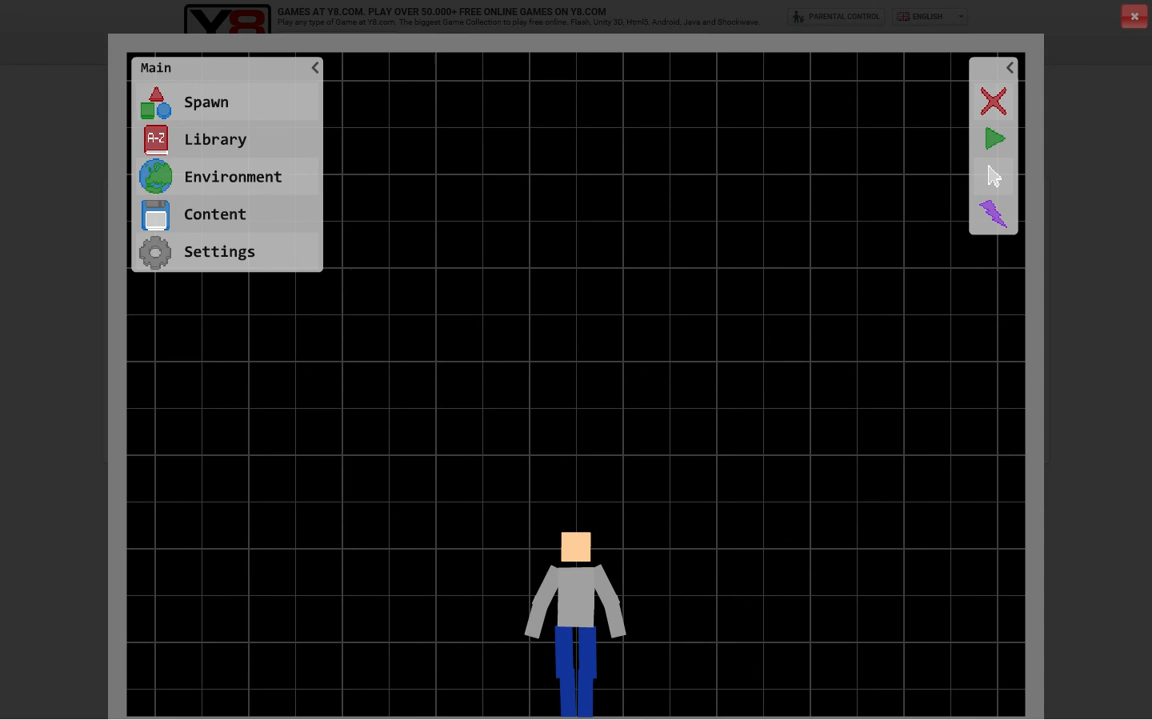 Y8
GAMES AT Y8.COM. PLAY OVER 50.000+ FREE ONLINE GAMES ON Y8.COM
Play any type of Game at Y8.com. The biggest Game Collection to play free online. Flash, Unity 3D, Html5, Android, Java and Shockwave.
PARENTAL CONTROL
ENGLISH
Main
Spawn
A-Z
Library
Environment
Content
Settings